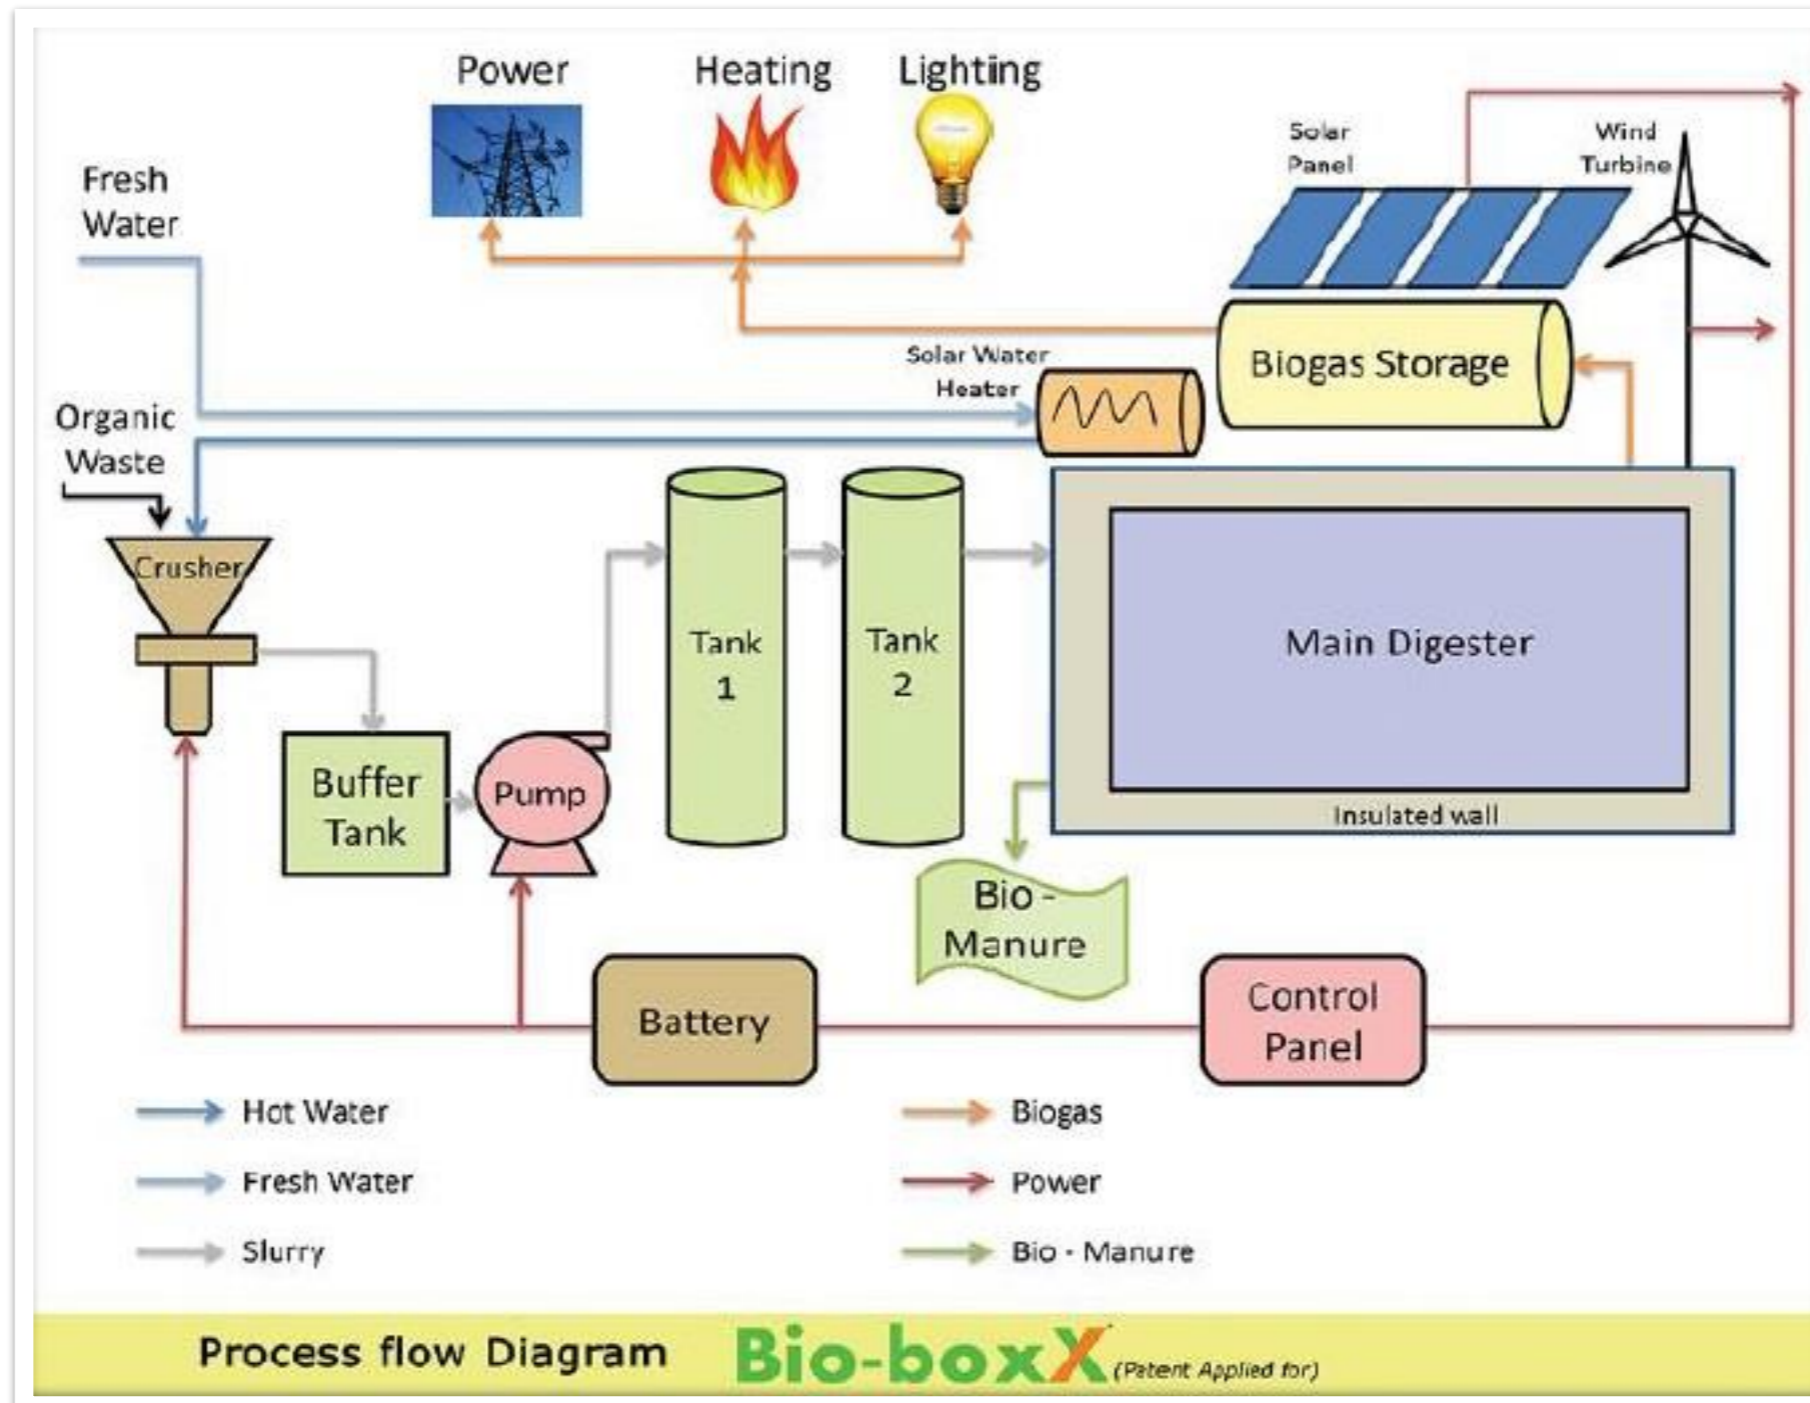 Power
Heating
Lighting
Solar
Panel
Wind
Turbine
Fresh
Water
Biogas Storage
Solar Water
Heater
Organic
Waste
Crusher
Tank
1
Tank
2
Main Digester
Buffer
Tank
Pump
Insulated wall
Bio -
Manure
Battery
Control
Panel
Hot Water
Biogas
Fresh Water
Power
Slurry
Bio - Manure
Process flow Diagram
Bio-boxX
(Patent Applied for)